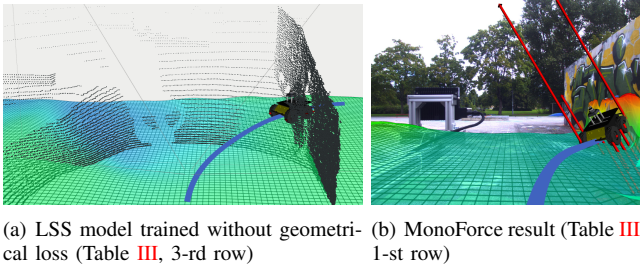 (a) LSS model trained without geometri-
cal loss (Table III, 3-rd row)
(b) MonoForce result (Table III
1-st row)